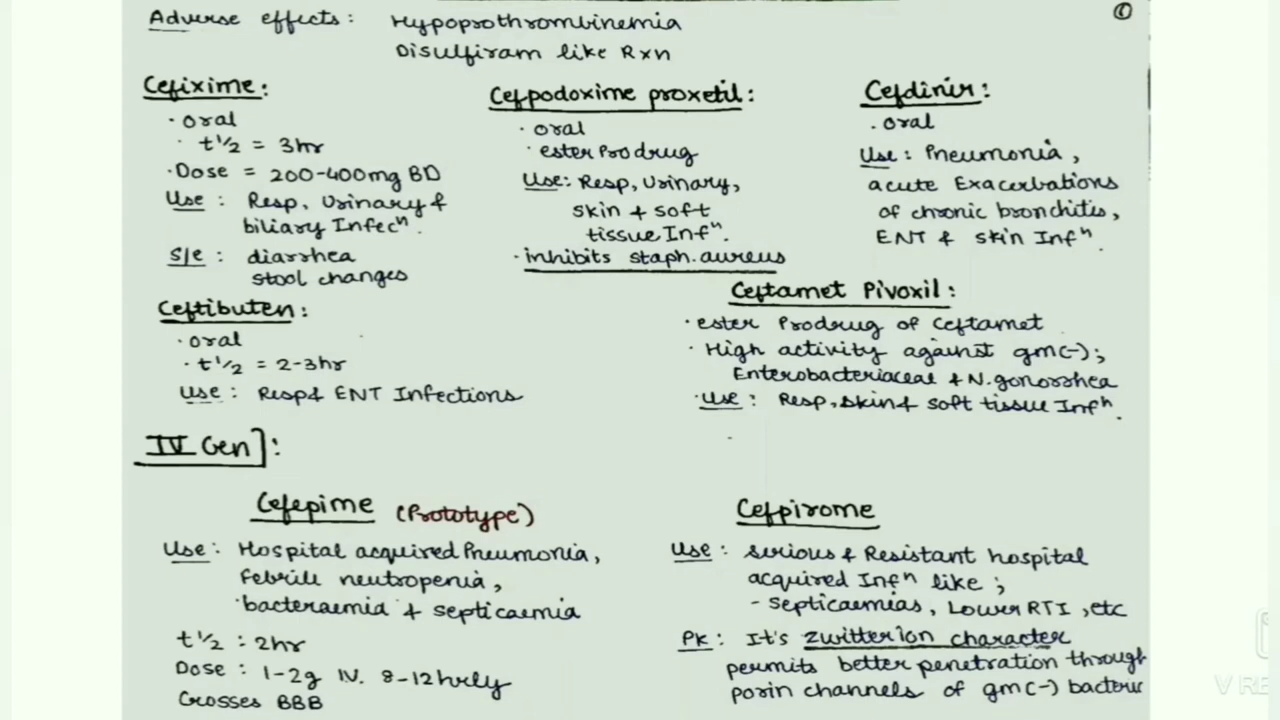 Adverse effects: Hypoprothrombinemia
Disulfiram like Rxn
6
Cefixime:
· oral
· t½ = 3hr
· Dose = 200-400mg BD
Use: Resp, Urinary &
biliary Infecⁿ.
S/e: diarrhea
stool changes
Cefpodoxime proxetil:
· oral
· ester Prodrug
Use: Resp, Urinary,
skin & soft
tissue Infⁿ.
· inhibits staph. aureus
Cefdinir:
· oral
Use: Pneumonia,
acute Exacerbations
of chronic bronchitis,
ENT & skin Infⁿ.
Ceftibuten:
· oral
· t½ = 2-3hr
Use: Resp & ENT Infections
Ceftamet Pivoxil:
· ester Prodrug of Ceftamet
· High activity against gm(-);
Enterobacteriaceae & N. gonorrhea
· Use: Resp, skin & soft tissue Infⁿ.
IV Gen]:
Cefepime (Prototype)
Use: Hospital acquired Pneumonia,
febrile neutropenia,
bacteraemia & septicaemia
t½ : 2hr
Dose: 1-2g IV. 8-12 hrly
Crosses BBB
Cefpirome
Use: serious & Resistant hospital
acquired Infⁿ like;
- septicaemias, Lower RTI, etc
Pk: It's zwitter ion character
permits better penetration through
porin channels of gm(-) bacteric
V RE